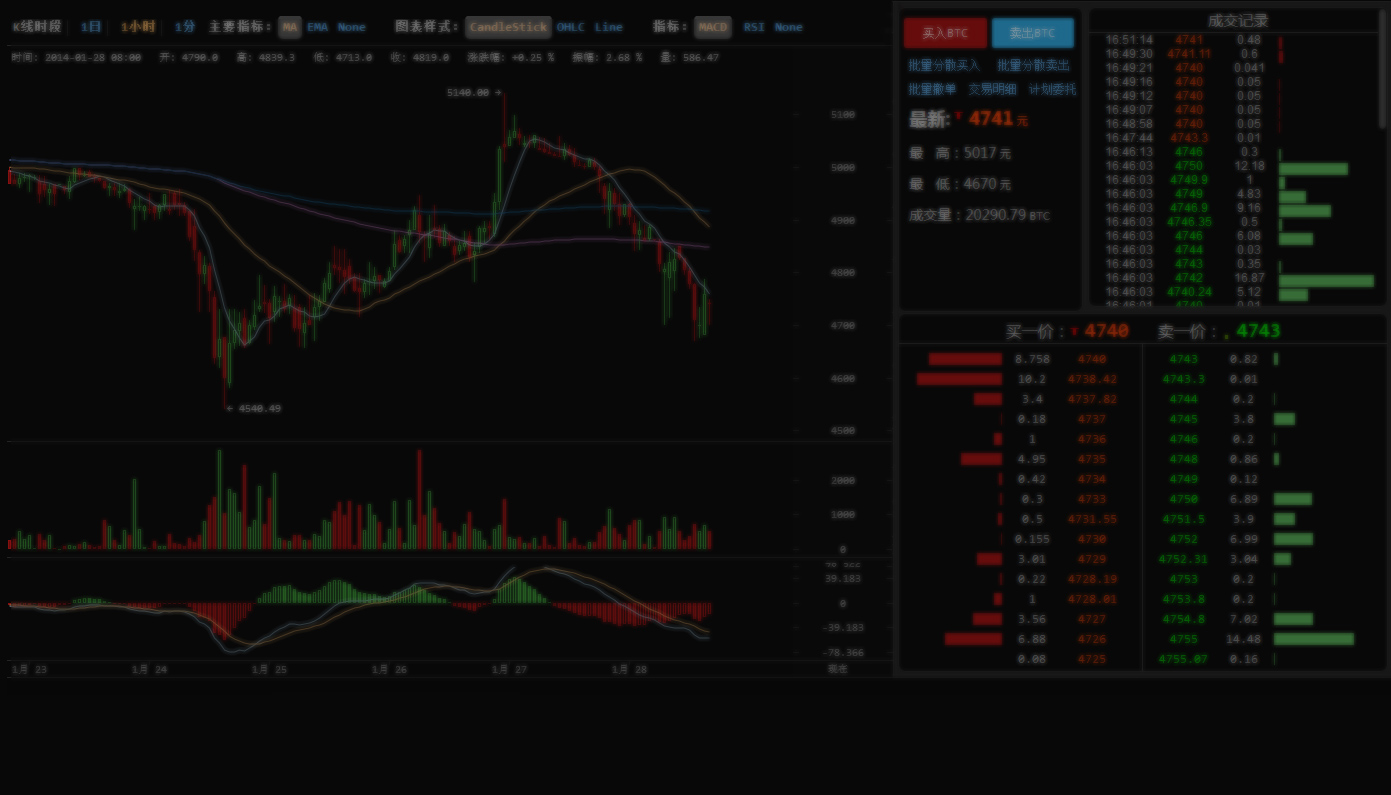 K线时段 1日 1小时 1分 主要指标: MA EMA None 图表样式: CandleStick OHLC Line 指标: MACD RSI None
时间: 2014-01-28 08:00 开: 4790.0 高: 4839.3 低: 4713.0 收: 4819.0 涨跌幅: +0.25 % 振幅: 2.68 % 量: 586.47
5140.00 →
5100
5000
4900
4800
4700
4600
← 4540.49
4500
2000
1000
0
78.366
39.183
0
-39.183
-78.366
1月 23 1月 24 1月 25 1月 26 1月 27 1月 28
买入BTC 卖出BTC
批量分散买入 批量分散卖出
批量撤单 交易明细 计划委托
最新: 4741 元
最 高: 5017 元
最 低: 4670 元
成交量: 20290.79 BTC
成交记录
16:51:14 4741 0.48
16:49:30 4741.11 0.6
16:49:21 4740 0.041
16:49:16 4740 0.05
16:49:12 4740 0.05
16:49:07 4740 0.05
16:48:58 4740 0.05
16:47:44 4743.3 0.01
16:46:13 4746 0.3
16:46:03 4750 12.18
16:46:03 4749.9 1
16:46:03 4749 4.83
16:46:03 4746.9 9.16
16:46:03 4746.35 0.5
16:46:03 4746 6.08
16:46:03 4744 0.03
16:46:03 4743 0.35
16:46:03 4742 16.87
16:46:03 4740.24 5.12
买一价: 4740 卖一价: 4743
8.758 4740 4743 0.82
10.2 4738.42 4743.3 0.01
3.4 4737.82 4744 0.2
0.18 4737 4745 3.8
1 4736 4746 0.2
4.95 4735 4748 0.86
0.42 4734 4749 0.12
0.3 4733 4750 6.89
0.5 4731.55 4751.5 3.9
0.155 4730 4752 6.99
3.01 4729 4752.31 3.04
0.22 4728.19 4753 0.2
1 4728.01 4753.8 0.2
3.56 4727 4754.8 7.02
6.88 4726 4755 14.48
0.08 4725 4755.07 0.16